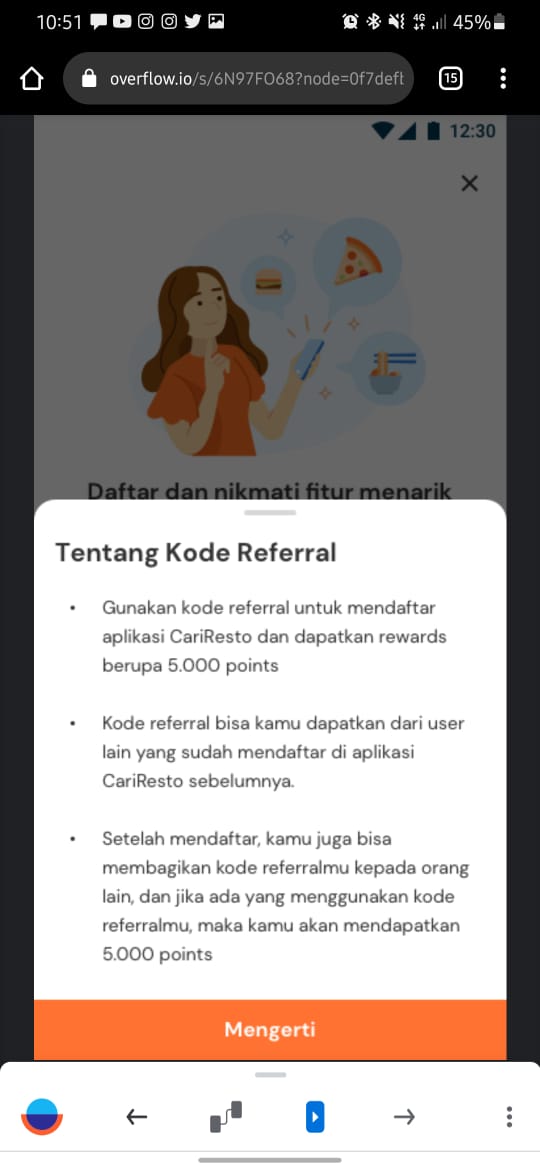 10:51
4G
45%
overflow.io/s/6N97FO68?node=0f7deft
15
12:30
Daftar dan nikmati fitur menarik
Tentang Kode Referral
• Gunakan kode referral untuk mendaftar
aplikasi CariResto dan dapatkan rewards
berupa 5.000 points
• Kode referral bisa kamu dapatkan dari user
lain yang sudah mendaftar di aplikasi
CariResto sebelumnya.
• Setelah mendaftar, kamu juga bisa
membagikan kode referralmu kepada orang
lain, dan jika ada yang menggunakan kode
referralmu, maka kamu akan mendapatkan
5.000 points
Mengerti